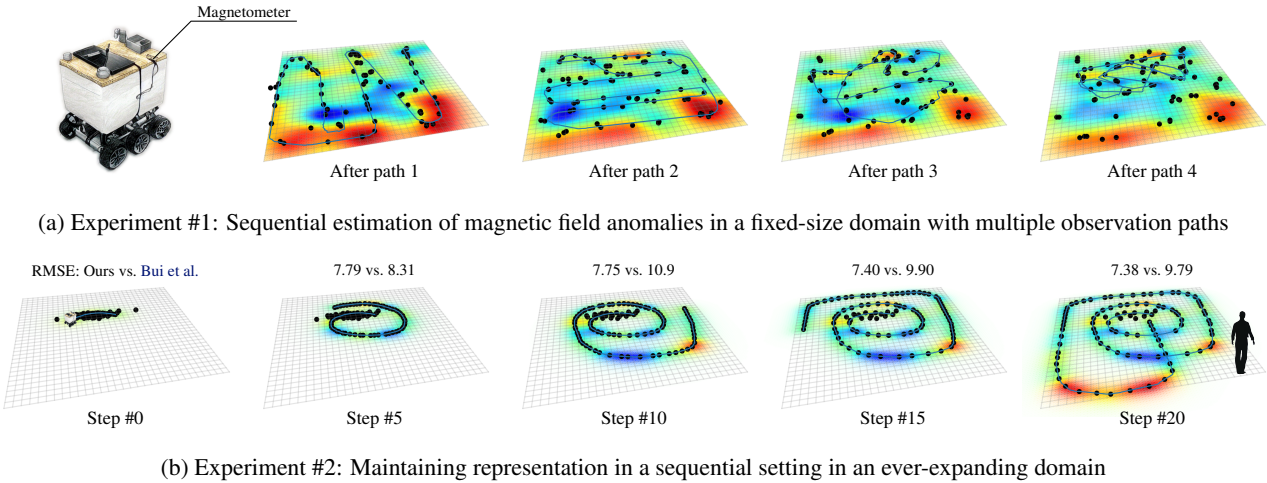 Magnetometer
After path 1
After path 2
After path 3
After path 4
(a) Experiment #1: Sequential estimation of magnetic field anomalies in a fixed-size domain with multiple observation paths
RMSE: Ours vs. Bui et al.
7.79 vs. 8.31
7.75 vs. 10.9
7.40 vs. 9.90
7.38 vs. 9.79
Step #0
Step #5
Step #10
Step #15
Step #20
(b) Experiment #2: Maintaining representation in a sequential setting in an ever-expanding domain